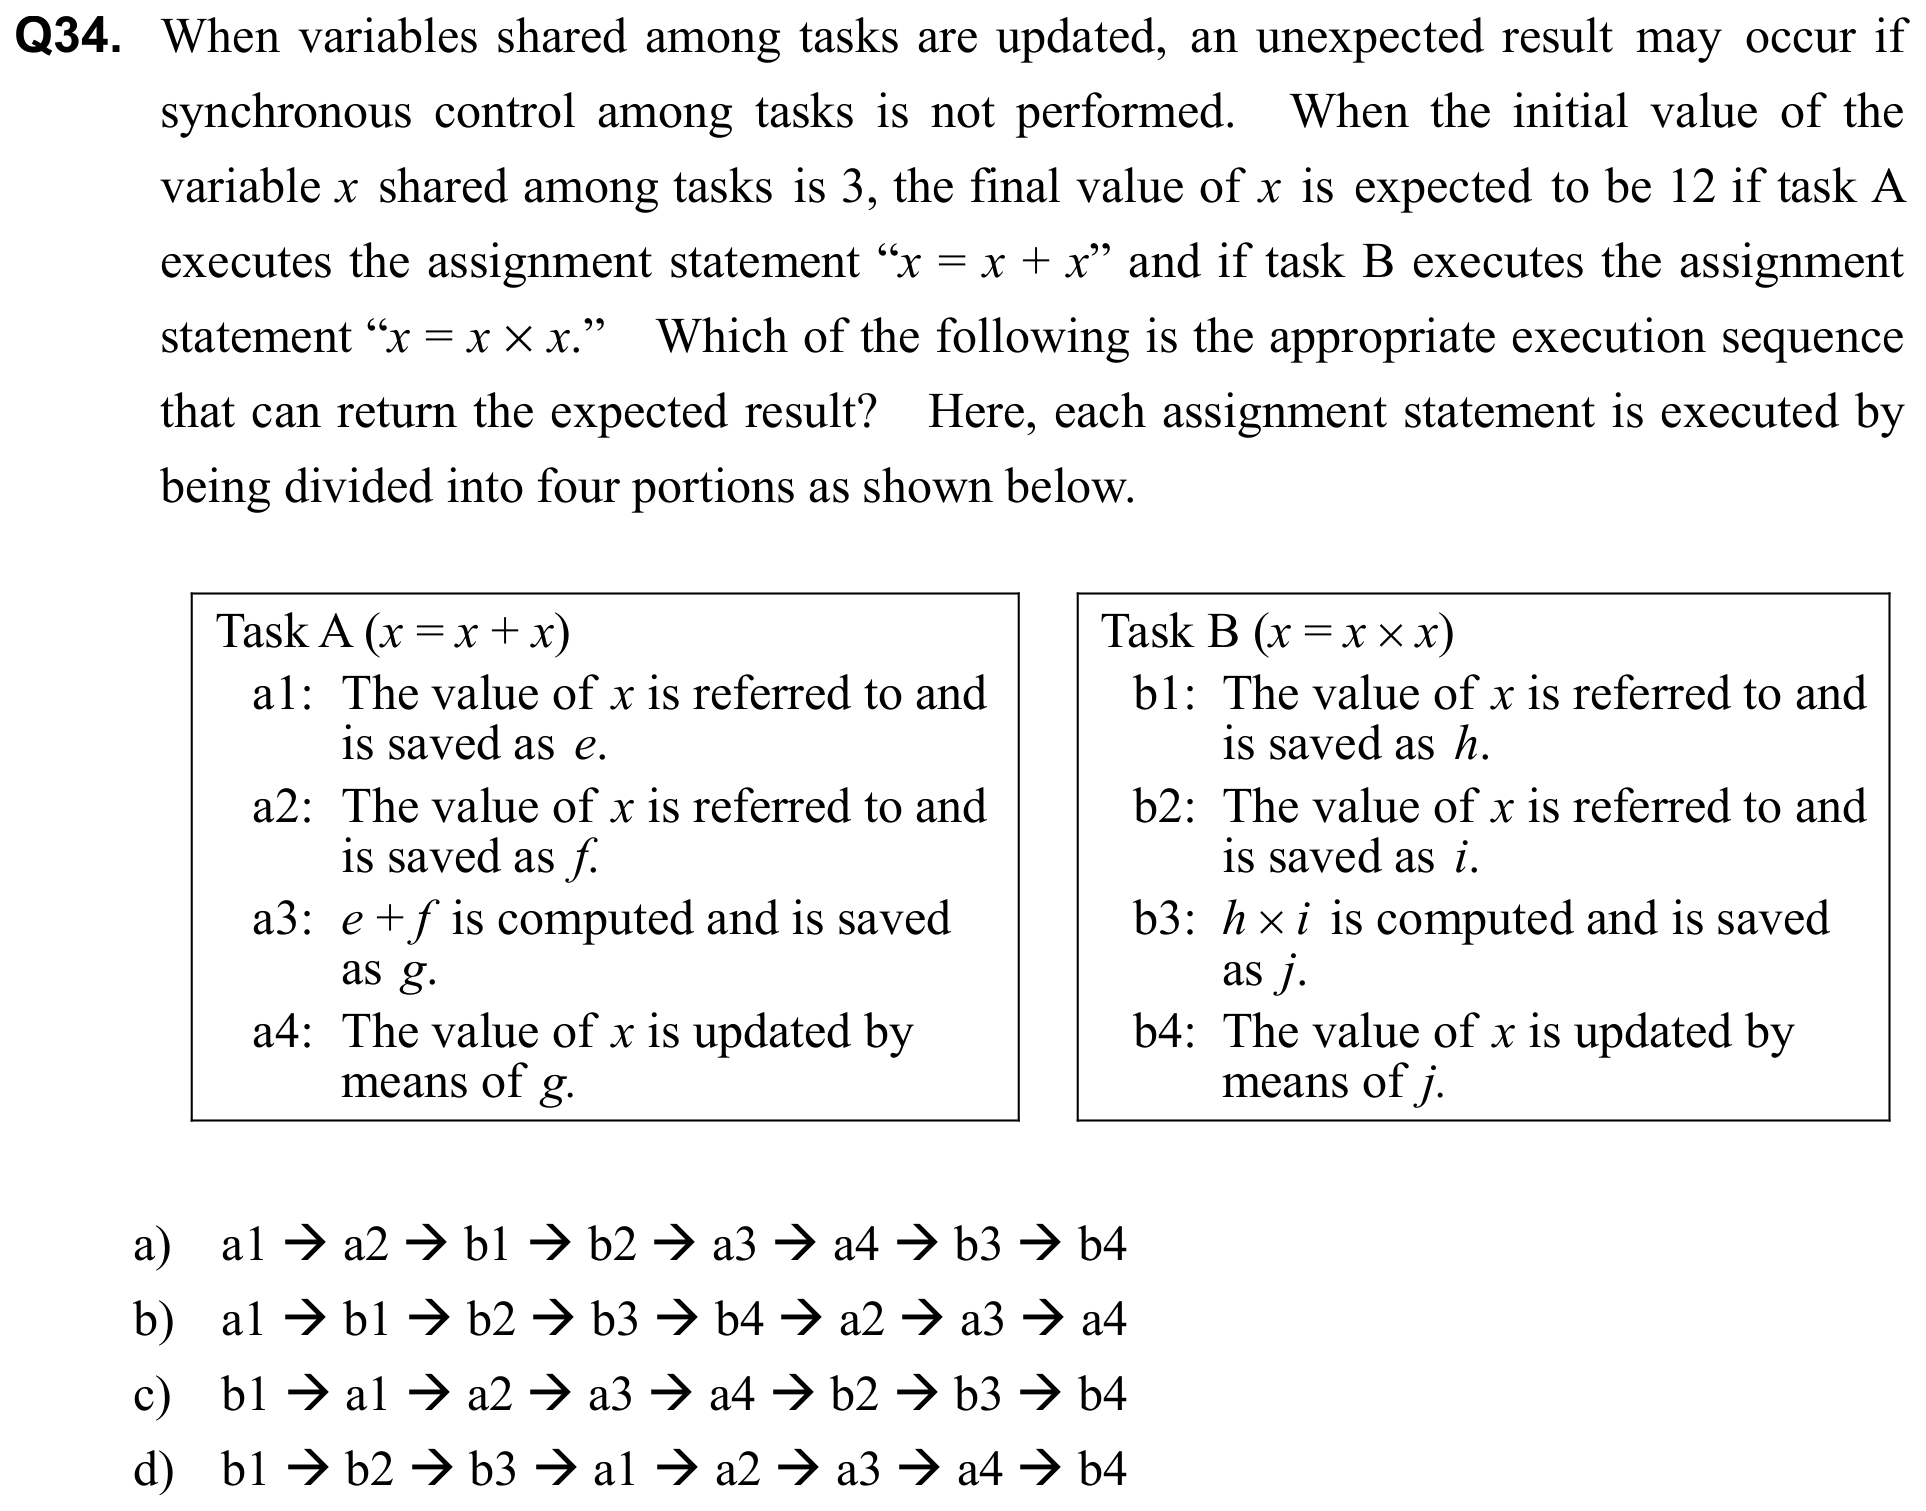 Q34. When variables shared among tasks are updated, an unexpected result may occur if
synchronous control among tasks is not performed. When the initial value of the
variable x shared among tasks is 3, the final value of x is expected to be 12 if task A
executes the assignment statement “x = x + x” and if task B executes the assignment
statement “x = x × x.” Which of the following is the appropriate execution sequence
that can return the expected result? Here, each assignment statement is executed by
being divided into four portions as shown below.
Task A (x = x + x)
a1: The value of x is referred to and
is saved as e.
a2: The value of x is referred to and
is saved as f.
a3: e + f is computed and is saved
as g.
a4: The value of x is updated by
means of g.
Task B (x = x × x)
b1: The value of x is referred to and
is saved as h.
b2: The value of x is referred to and
is saved as i.
b3: h × i is computed and is saved
as j.
b4: The value of x is updated by
means of j.
a) a1 → a2 → b1 → b2 → a3 → a4 → b3 → b4
b) a1 → b1 → b2 → b3 → b4 → a2 → a3 → a4
c) b1 → a1 → a2 → a3 → a4 → b2 → b3 → b4
d) b1 → b2 → b3 → a1 → a2 → a3 → a4 → b4